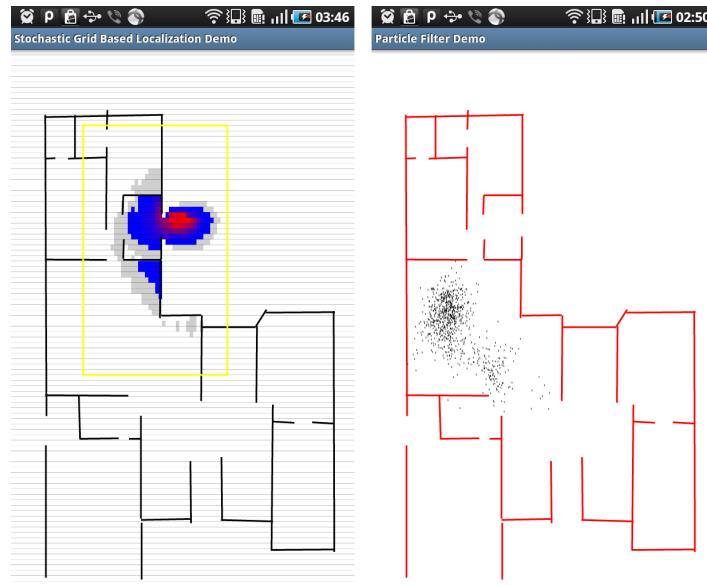 03:46
Stochastic Grid Based Localization Demo
02:50
Particle Filter Demo